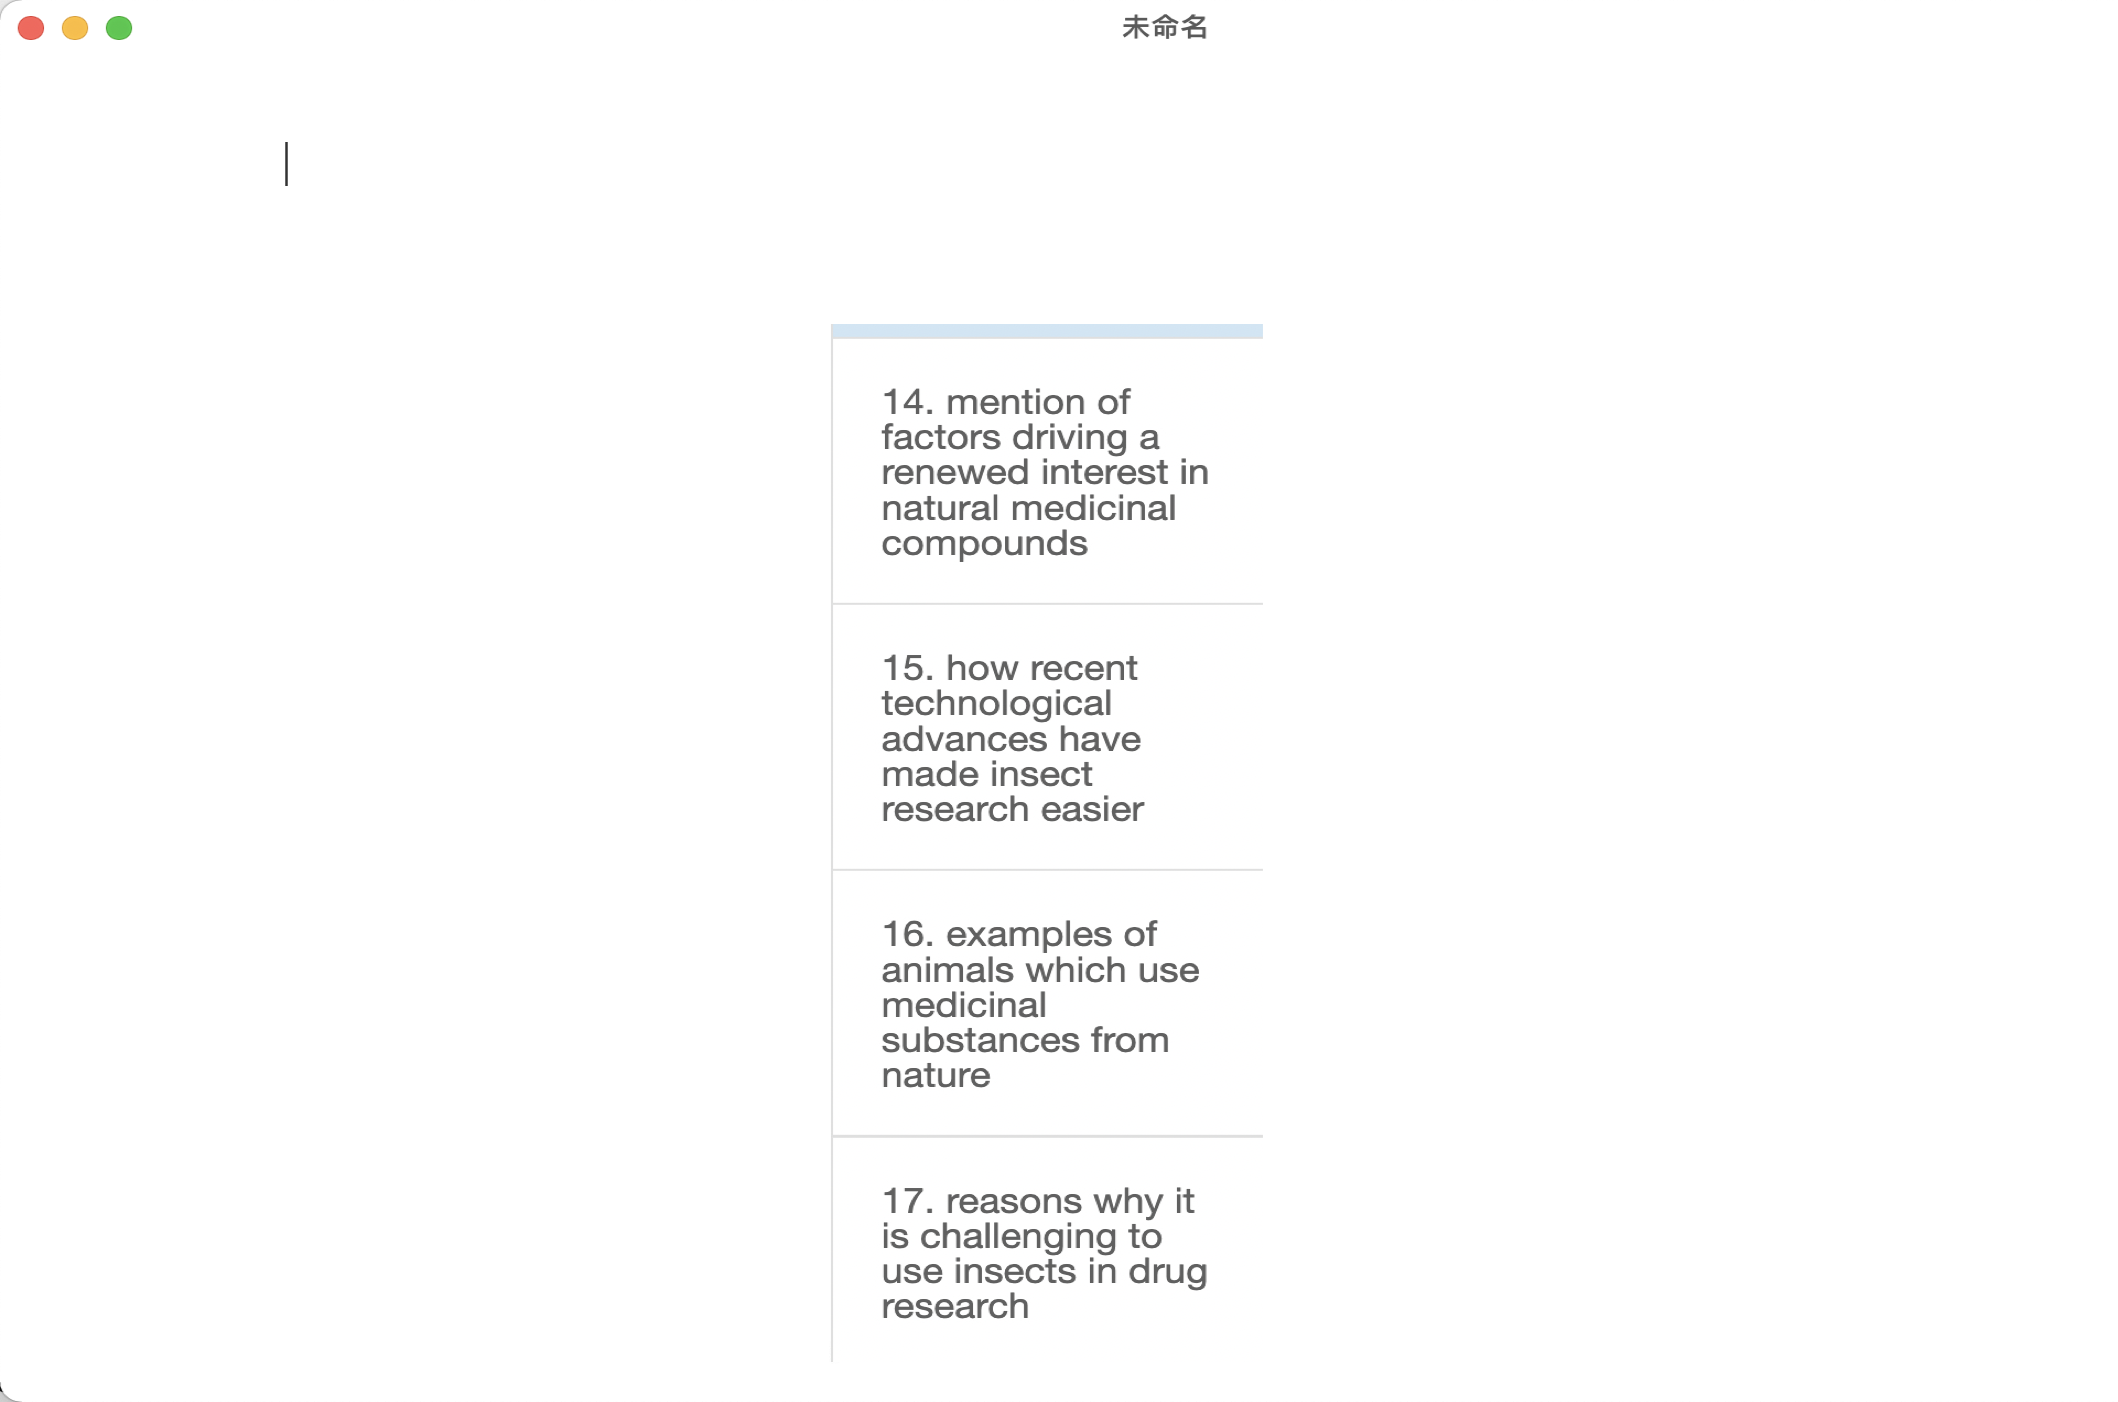 未命名
14. mention of
factors driving a
renewed interest in
natural medicinal
compounds
15. how recent
technological
advances have
made insect
research easier
16. examples of
animals which use
medicinal
substances from
nature
17. reasons why it
is challenging to
use insects in drug
research